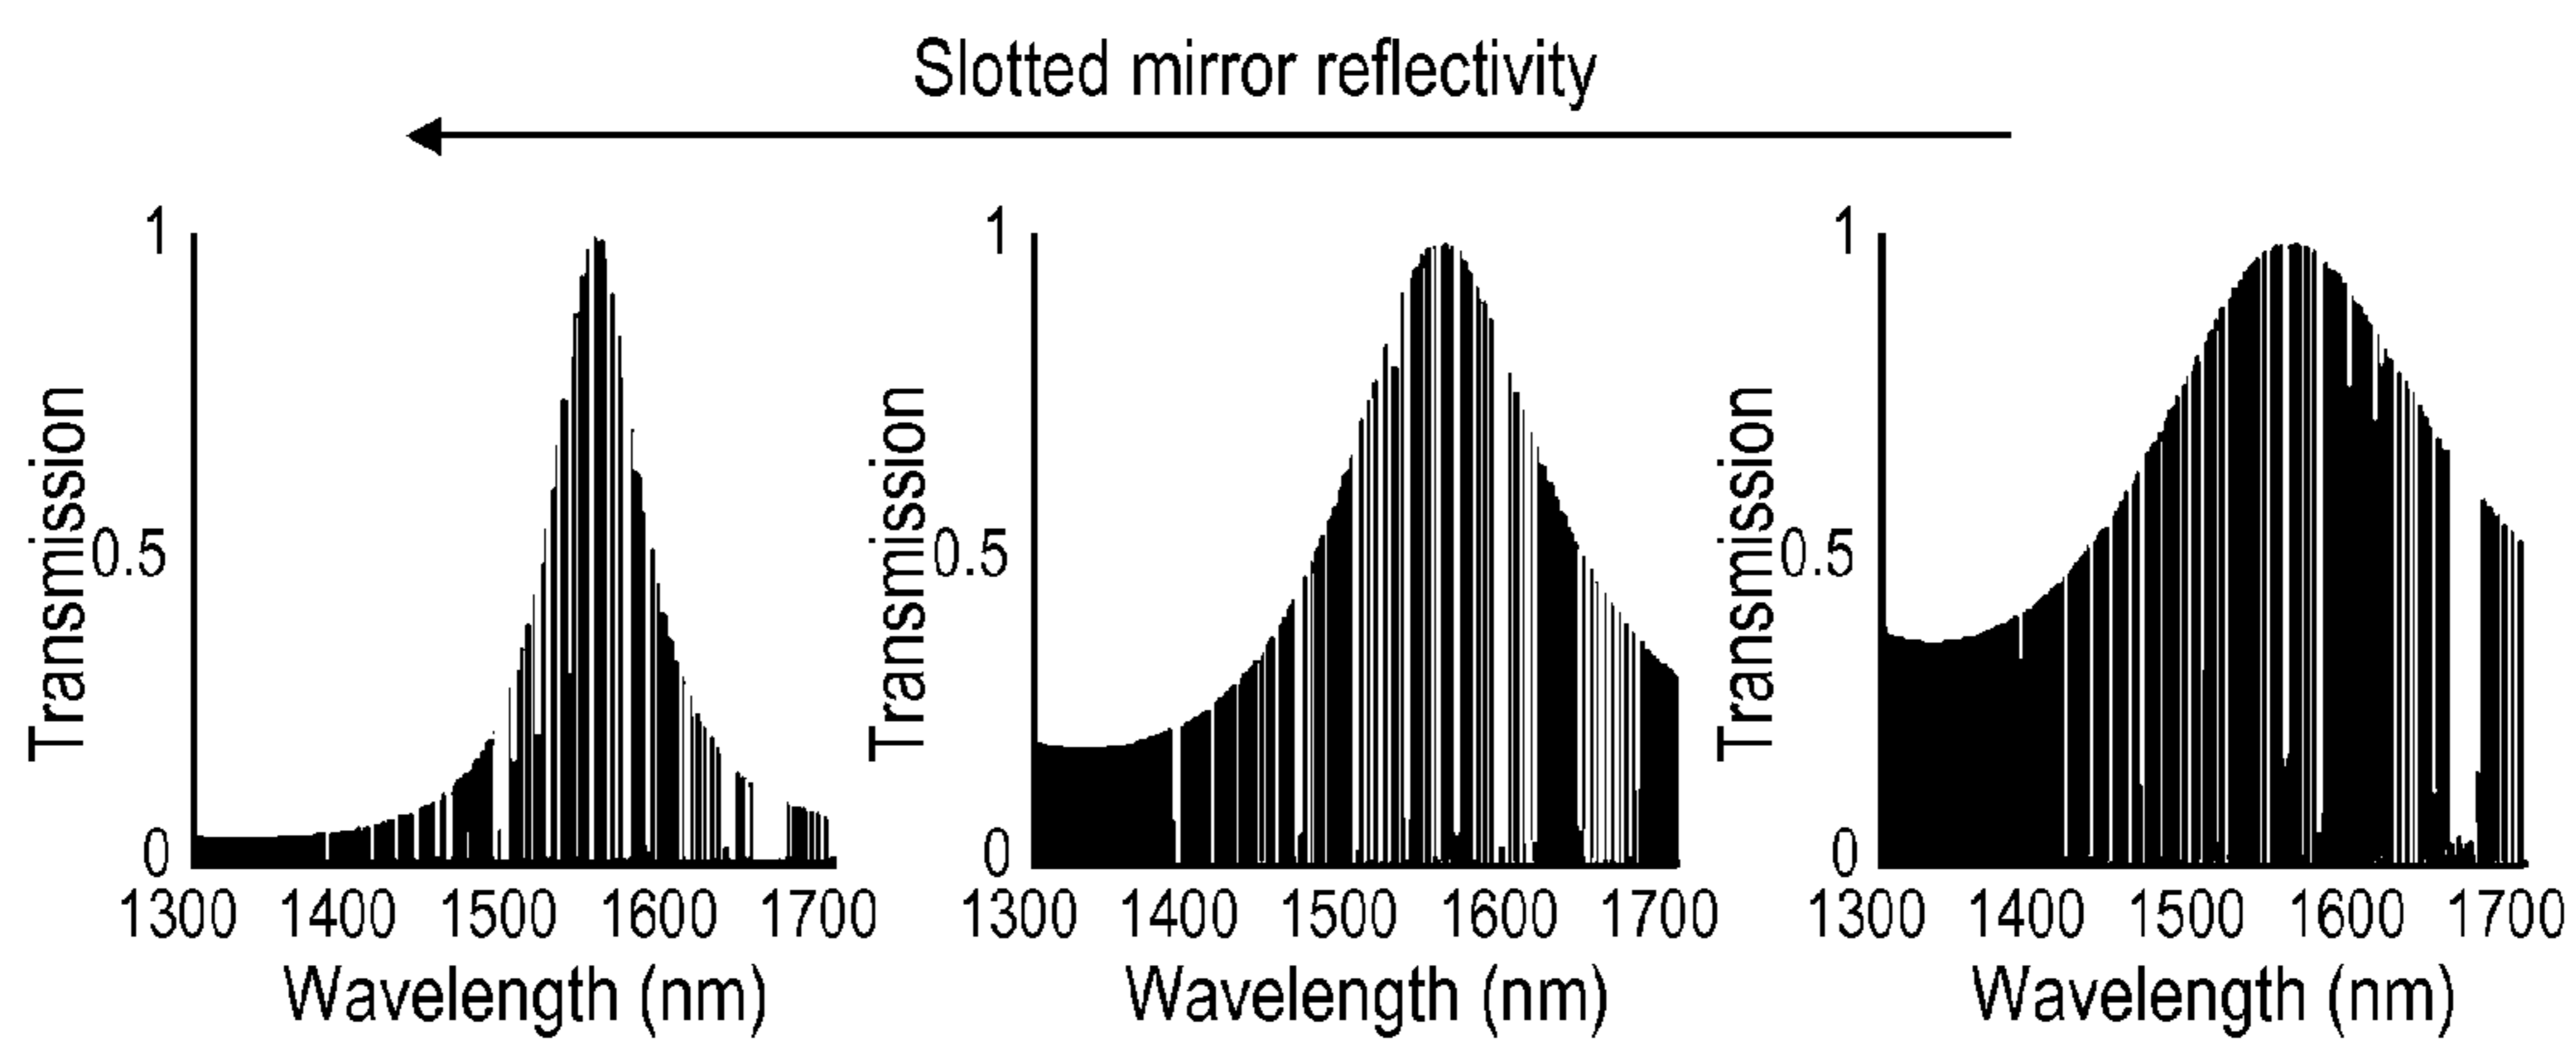 Slotted mirror reflectivity
1
0.5
0
Transmission
1300 1400 1500 1600 1700
Wavelength (nm)
1
0.5
0
Transmission
1300 1400 1500 1600 1700
Wavelength (nm)
1
0.5
0
Transmission
1300 1400 1500 1600 1700
Wavelength (nm)